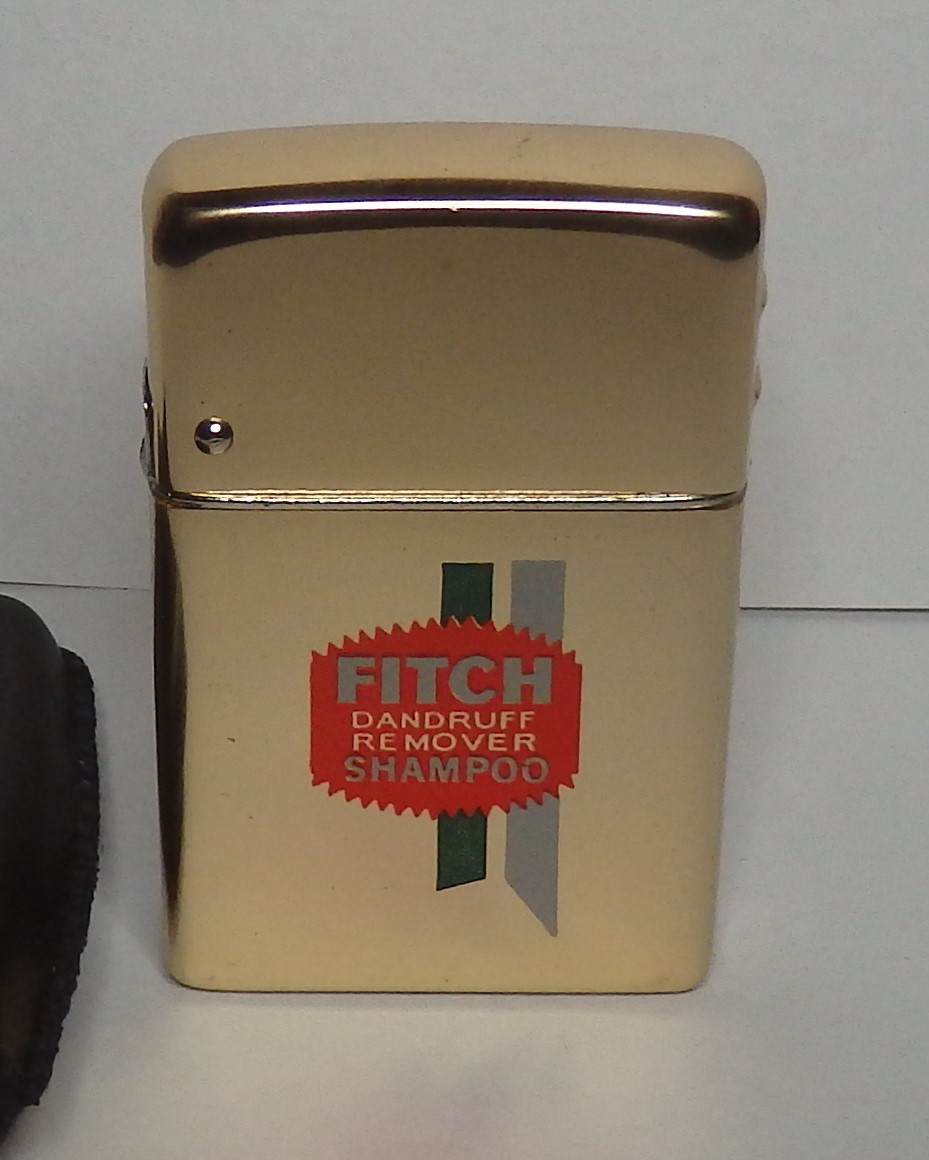 FITCH
DANDRUFF
REMOVER
SHAMPOO